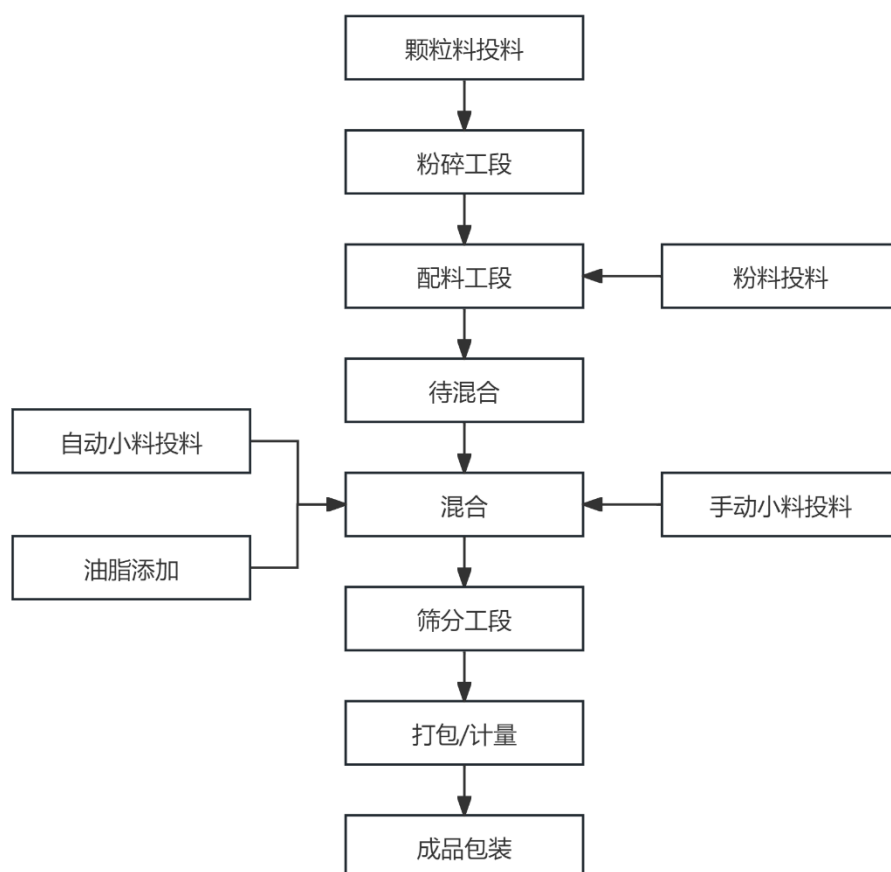 颗粒料投料
粉碎工段
配料工段
粉料投料
待混合
自动小料投料
混合
手动小料投料
油脂添加
筛分工段
打包/计量
成品包装